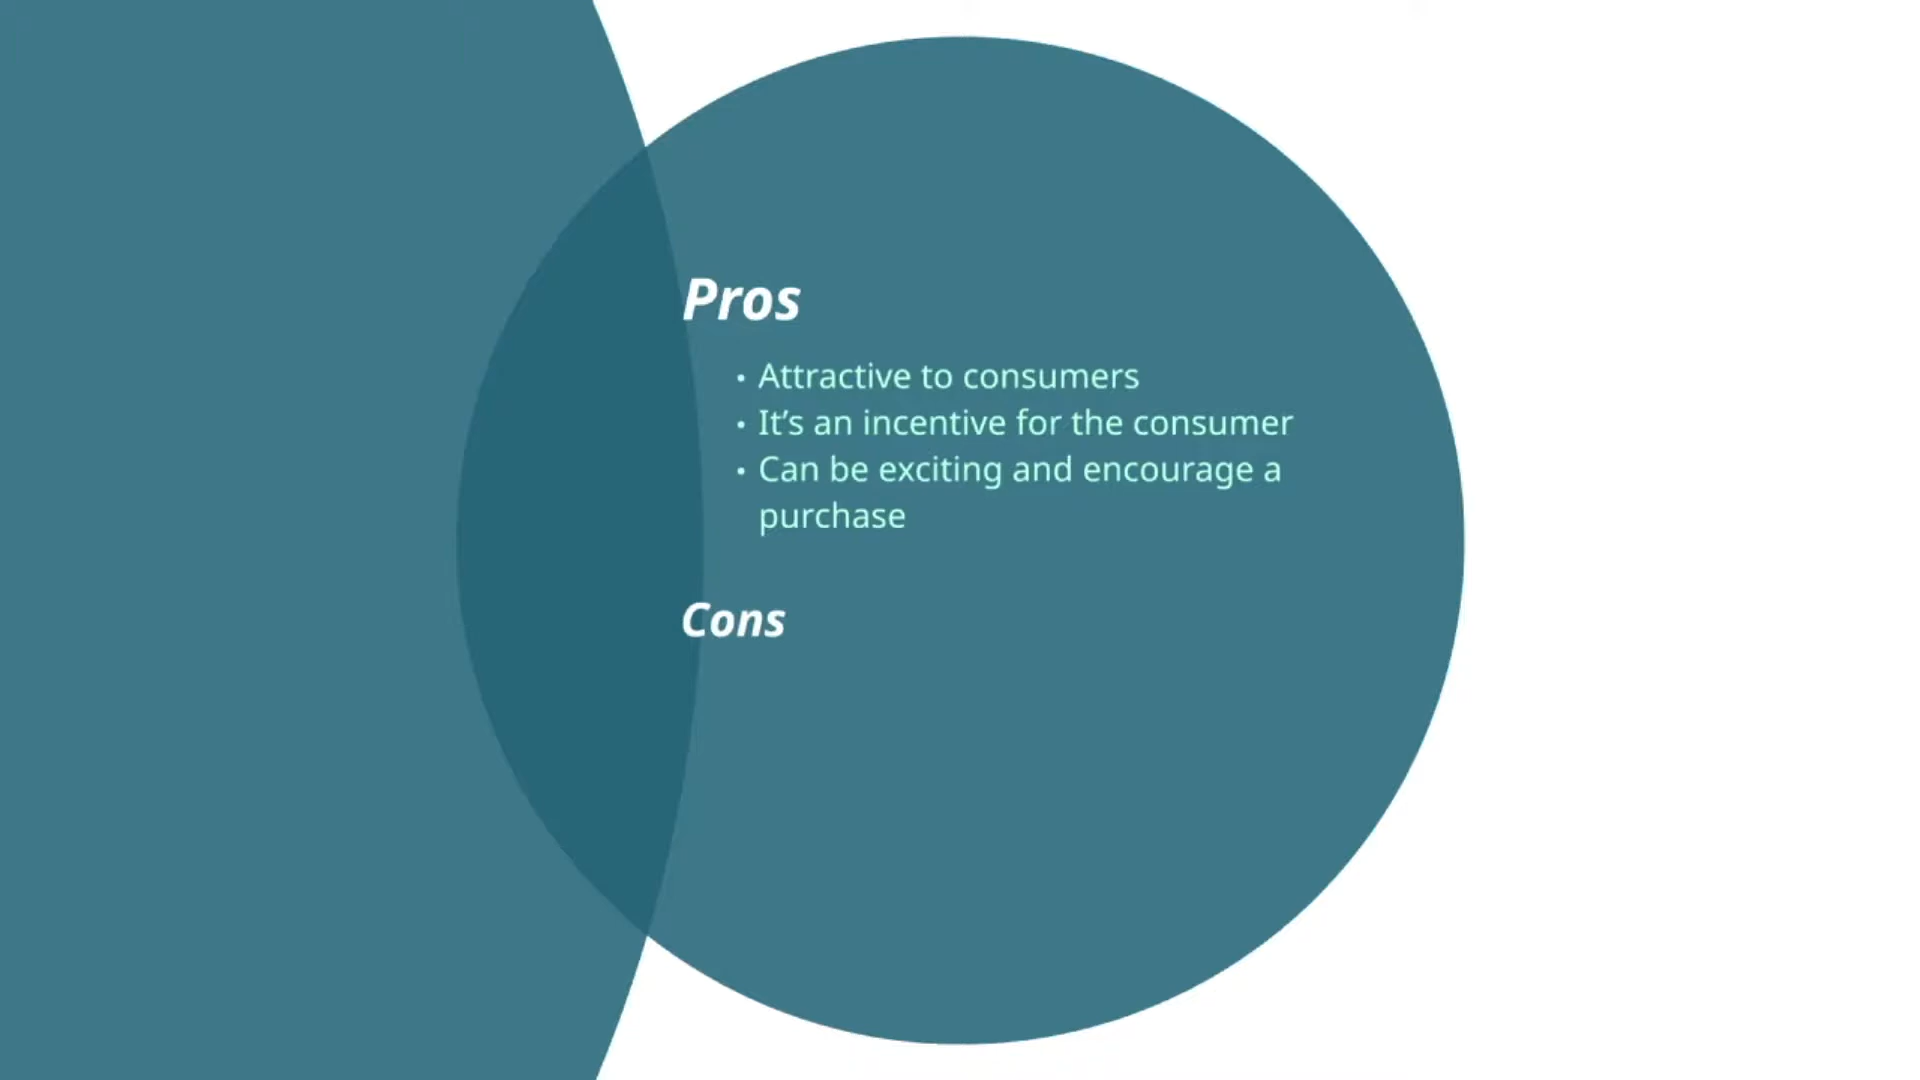 Pros
• Attractive to consumers
• It’s an incentive for the consumer
• Can be exciting and encourage a
purchase
Cons